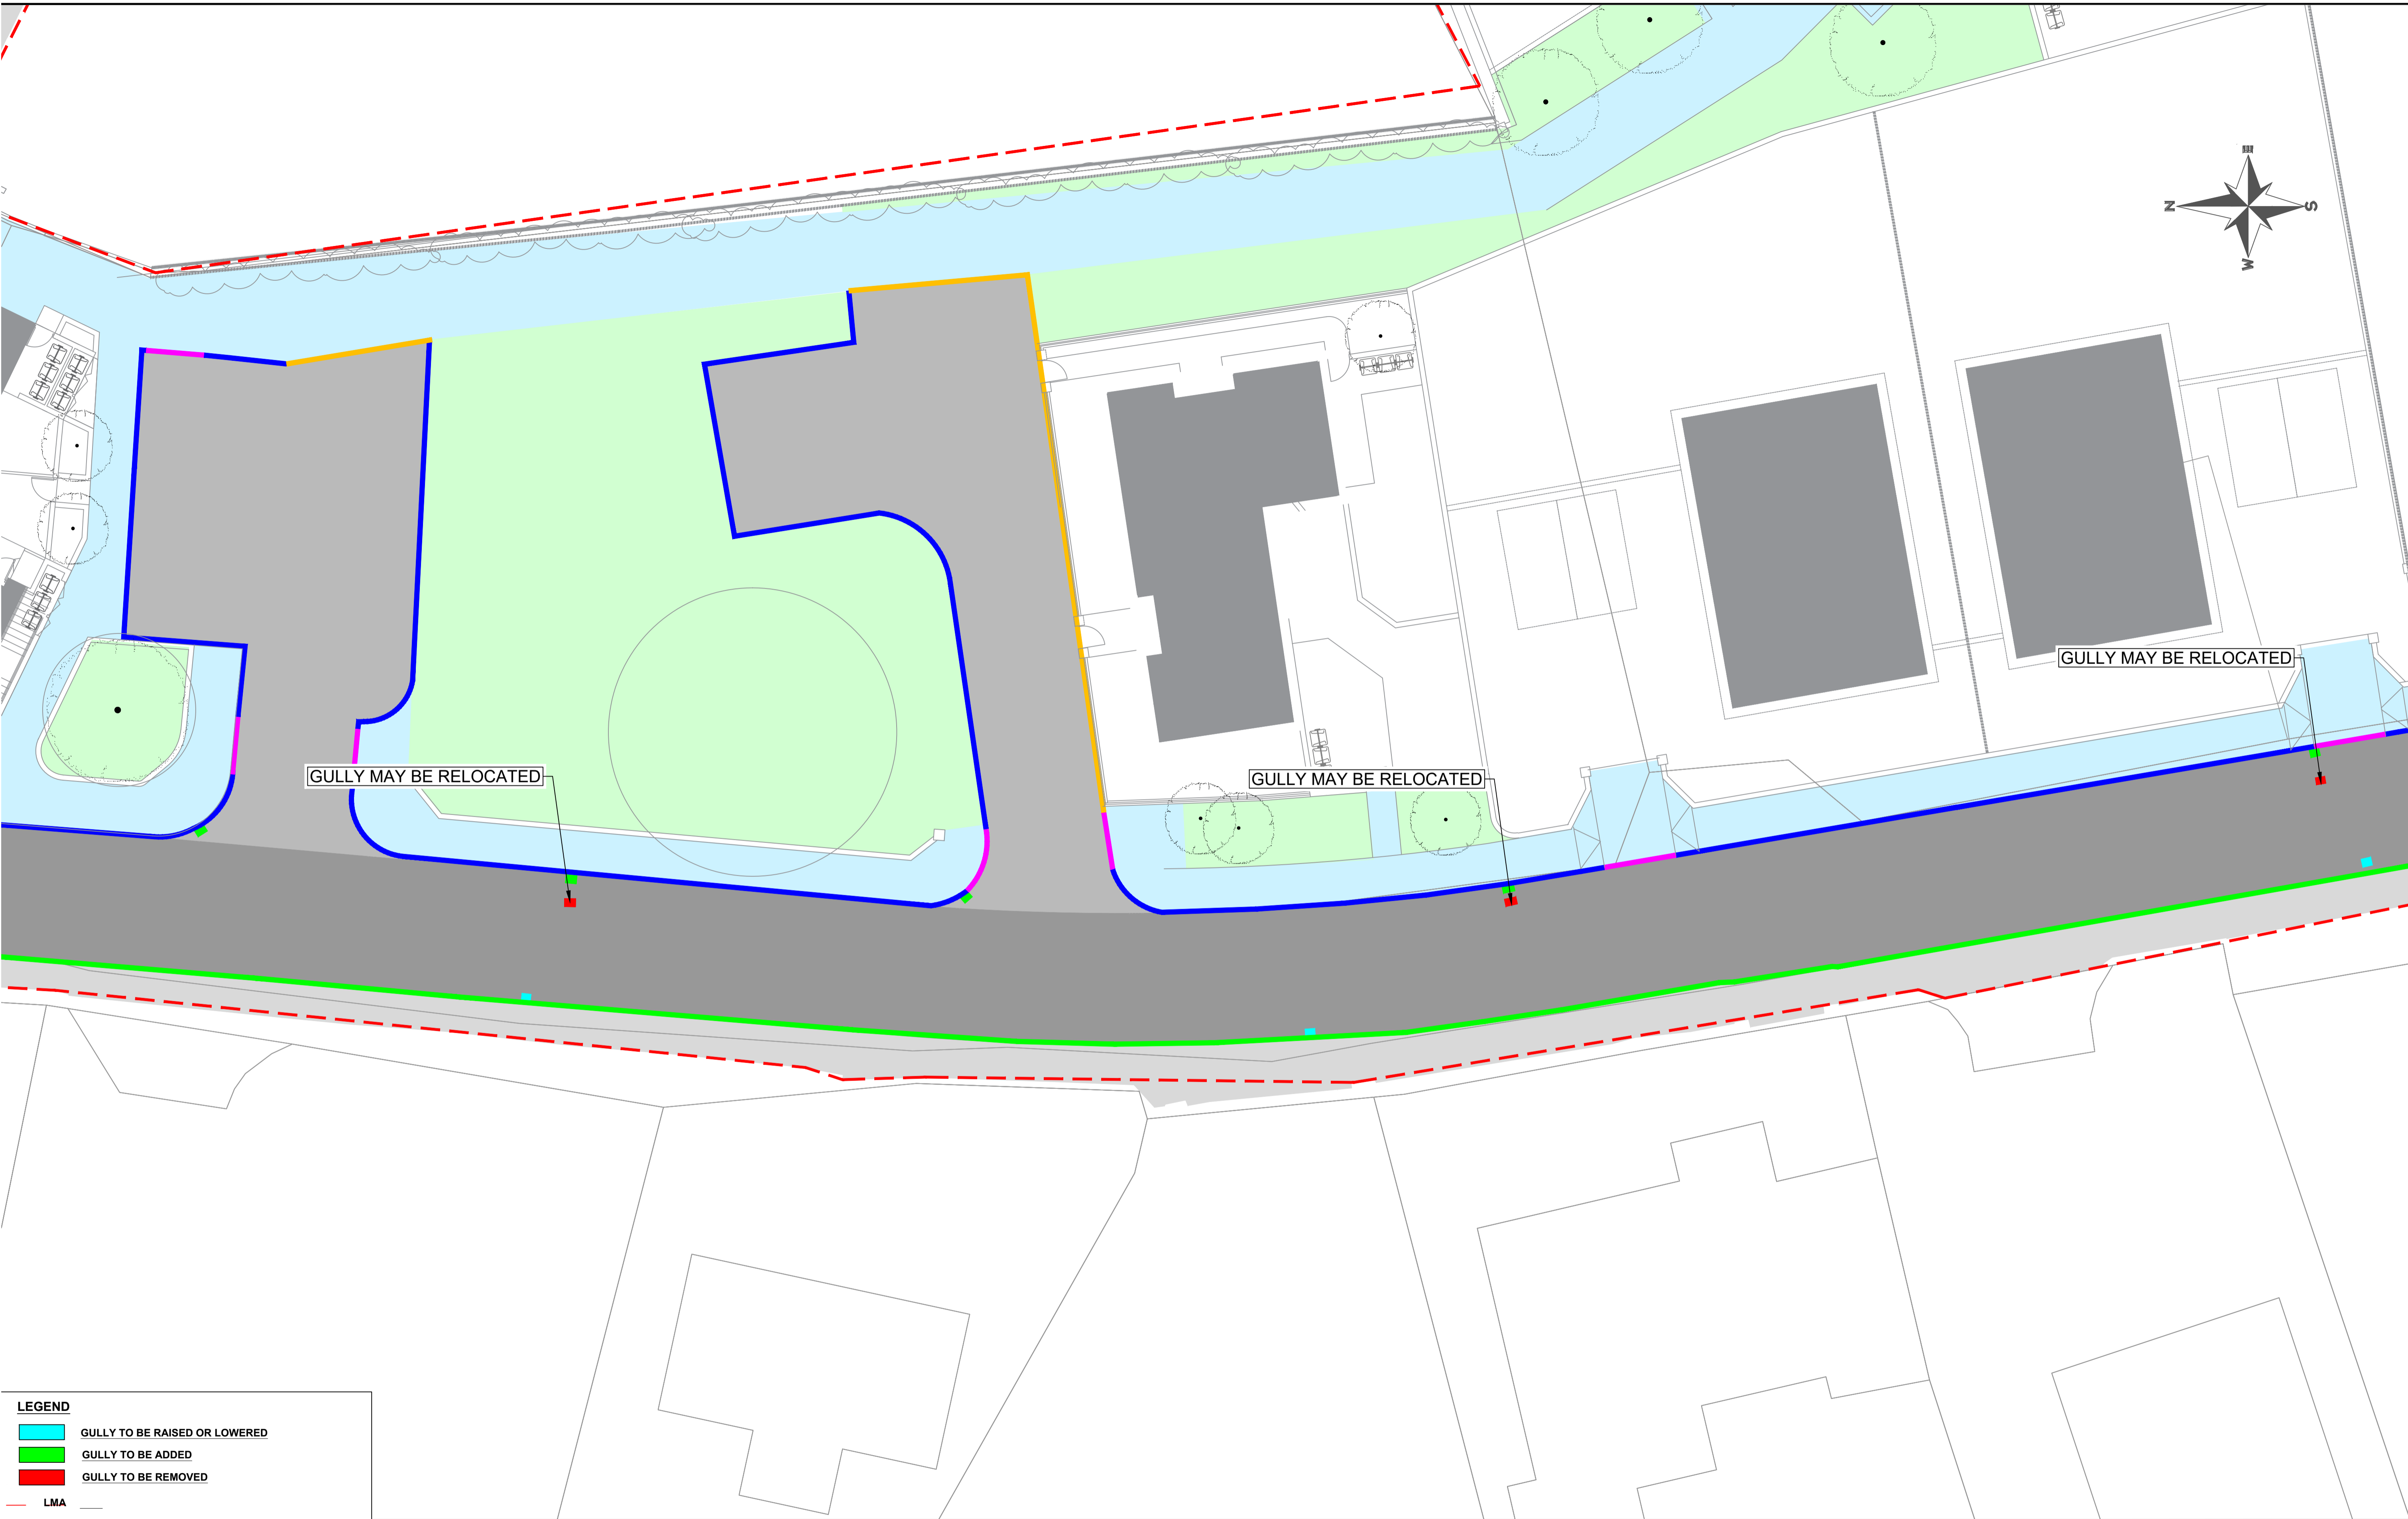 E
N
S
W
GULLY MAY BE RELOCATED
GULLY MAY BE RELOCATED
GULLY MAY BE RELOCATED
LEGEND
GULLY TO BE RAISED OR LOWERED
GULLY TO BE ADDED
GULLY TO BE REMOVED
LMA